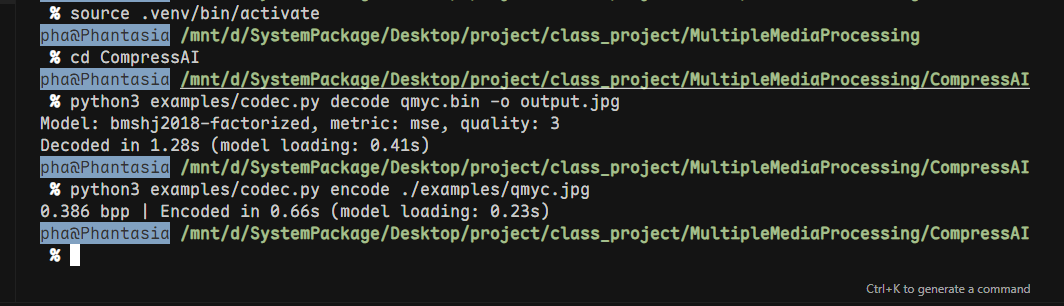 % source .venv/bin/activate
pha@Phantasia /mnt/d/SystemPackage/Desktop/project/class_project/MultipleMediaProcessing
% cd CompressAI
pha@Phantasia /mnt/d/SystemPackage/Desktop/project/class_project/MultipleMediaProcessing/CompressAI
% python3 examples/codec.py decode qmyc.bin -o output.jpg
Model: bmshj2018-factorized, metric: mse, quality: 3
Decoded in 1.28s (model loading: 0.41s)
pha@Phantasia /mnt/d/SystemPackage/Desktop/project/class_project/MultipleMediaProcessing/CompressAI
% python3 examples/codec.py encode ./examples/qmyc.jpg
0.386 bpp | Encoded in 0.66s (model loading: 0.23s)
pha@Phantasia /mnt/d/SystemPackage/Desktop/project/class_project/MultipleMediaProcessing/CompressAI
%
Ctrl+K to generate a command